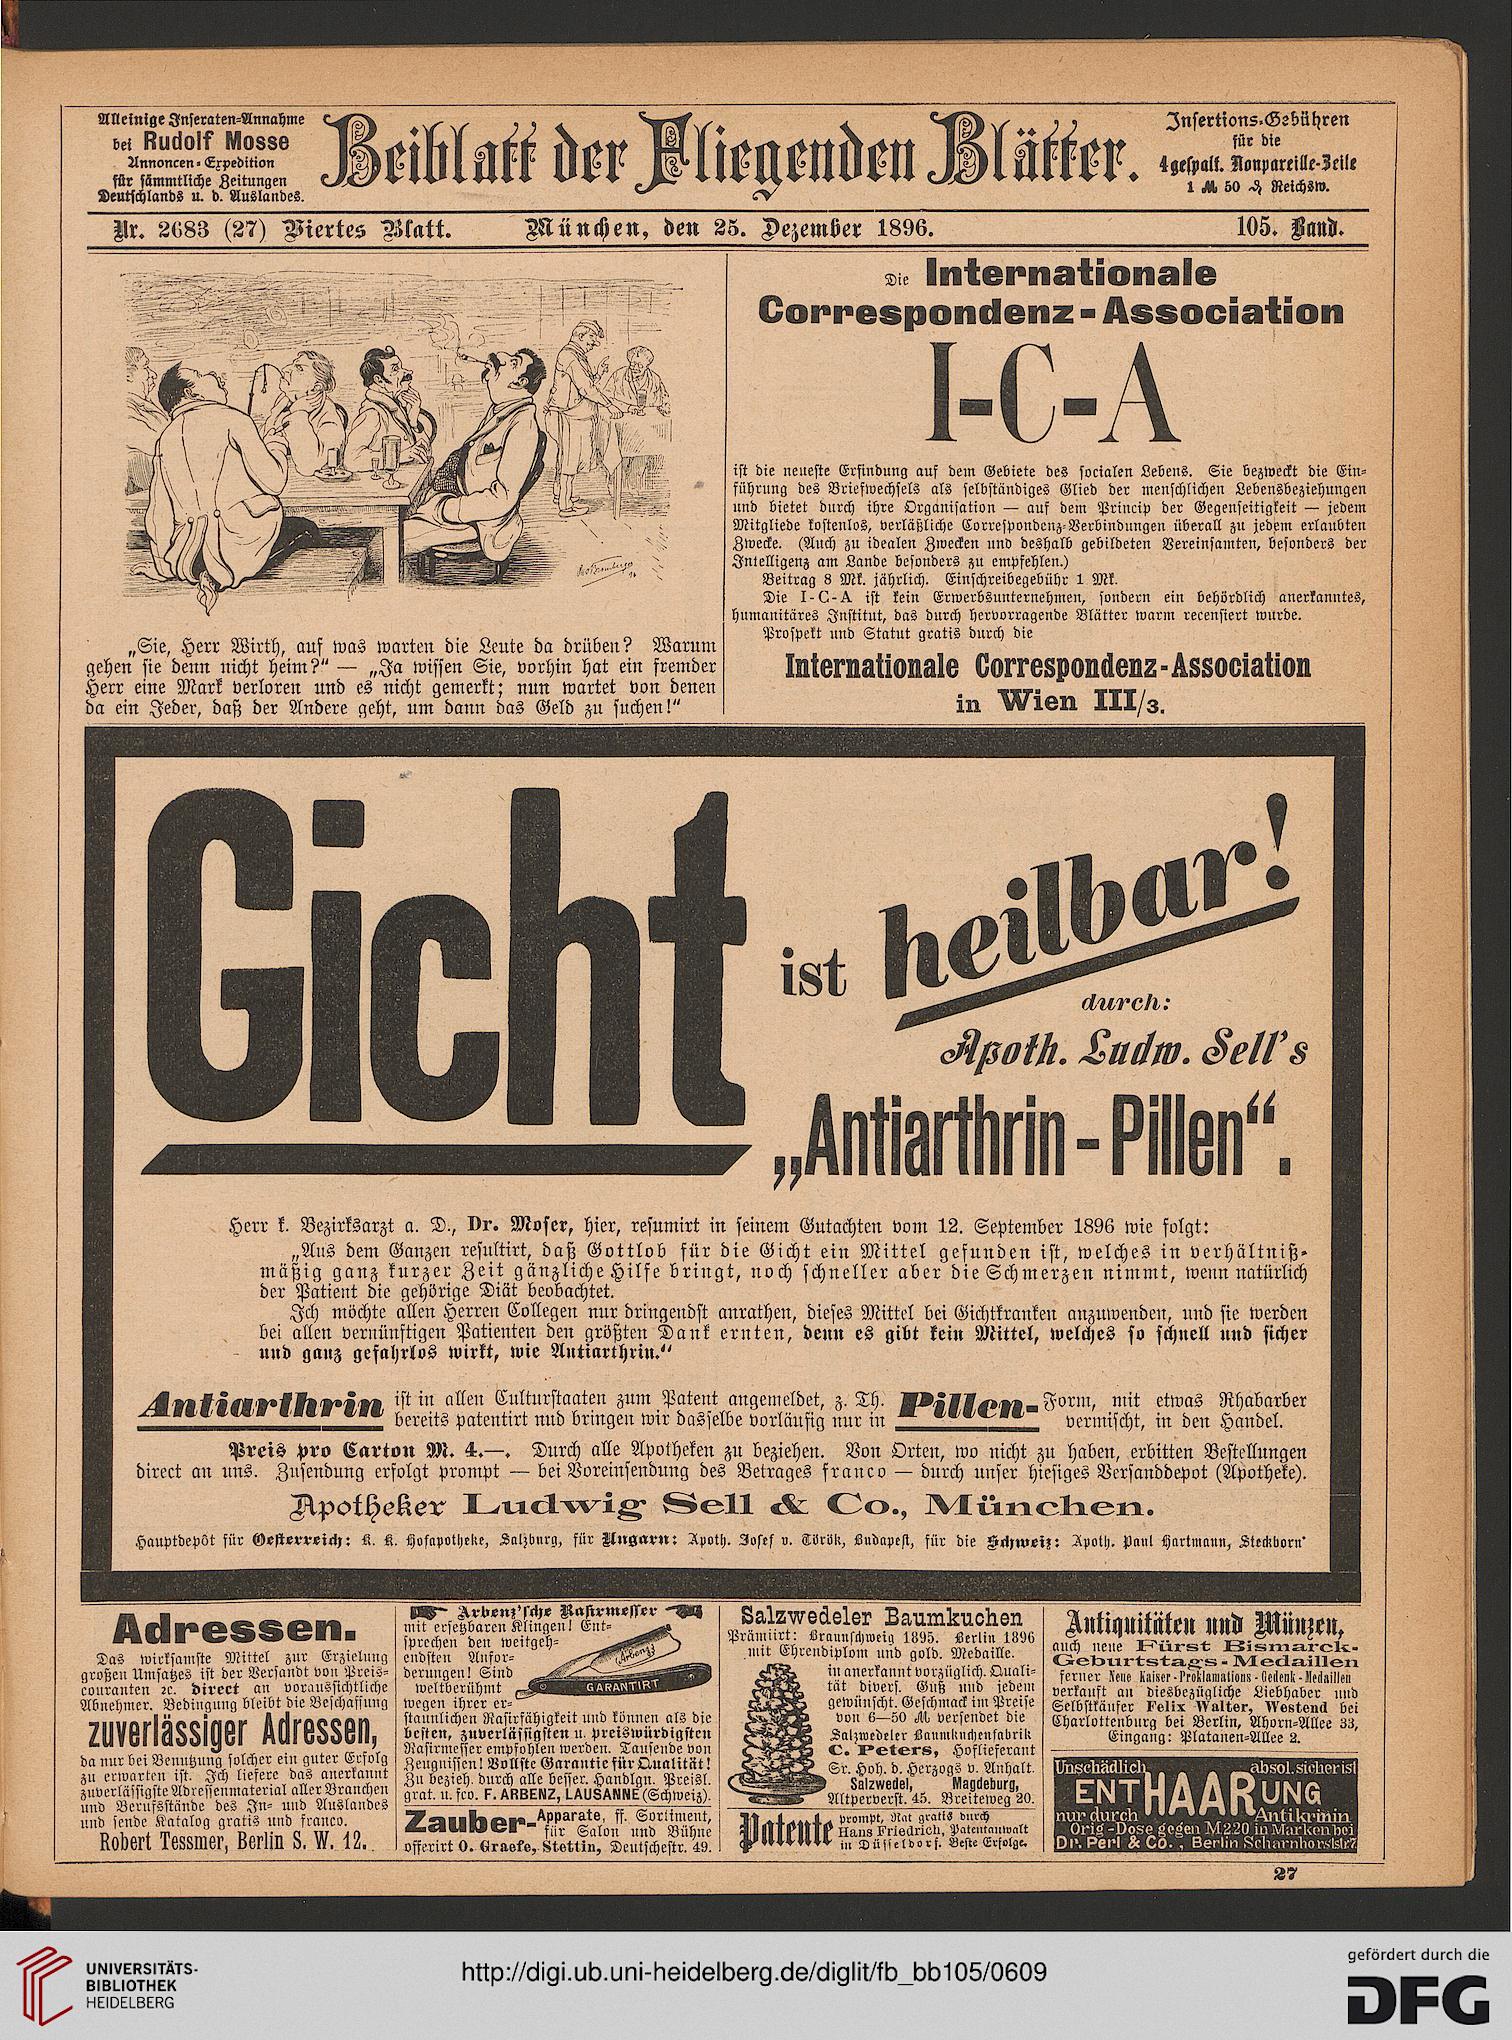 Alleinige Inseraten-Annahme
bei Rudolf Mosse
Annoncen-Expedition
für sämmtliche Zeitungen
Deutschlands u. d. Auslandes.
Beiblatt der Fliegenden Blätter.
Insertions-Gebühren
für die
4 gespalt. Nonpareille-Zeile
1 M 50 ₰ Reichsw.
Nr. 2683 (27) Viertes Blatt. München, den 25. Dezember 1896. 105. Band.
„Sie, Herr Wirth, auf was warten die Leute da drüben? Warum
gehen sie denn nicht heim?“ — „Ja wissen Sie, vorhin hat ein fremder
Herr eine Mark verloren und es nicht gemerkt; nun wartet von denen
da ein Jeder, daß der Andere geht, um dann das Geld zu suchen!“
Die Internationale
Correspondenz-Association
I-C-A
ist die neueste Erfindung auf dem Gebiete des socialen Lebens. Sie bezweckt die Ein-
führung des Briefwechsels als selbständiges Glied der menschlichen Lebensbeziehungen
und bietet durch ihre Organisation — auf dem Princip der Gegenseitigkeit — jedem
Mitgliede kostenlos, verläßliche Correspondenz-Verbindungen überall zu jedem erlaubten
Zwecke. (Auch zu idealen Zwecken und deshalb gebildeten Vereinsamten, besonders der
Intelligenz am Lande besonders zu empfehlen.)
Beitrag 8 Mk. jährlich. Einschreibegebühr 1 Mk.
Die I-C-A ist kein Erwerbsunternehmen, sondern ein behördlich anerkanntes,
humanitäres Institut, das durch hervorragende Blätter warm recensiert wurde.
Prospekt und Statut gratis durch die
Internationale Correspondenz-Association
in Wien III/3.
Gicht
ist heilbar!
durch:
Apoth. Ludw. Sell's
„Antiarthrin-Pillen“.
Herr k. Bezirksarzt a. D., Dr. Moser, hier, resumirt in seinem Gutachten vom 12. September 1896 wie folgt:
„Aus dem Ganzen resultirt, daß Gottlob für die Gicht ein Mittel gefunden ist, welches in verhältniß-
mäßig ganz kurzer Zeit gänzliche Hilfe bringt, noch schneller aber die Schmerzen nimmt, wenn natürlich
der Patient die gehörige Diät beobachtet.
Ich möchte allen Herren Collegen nur dringendst anrathen, dieses Mittel bei Gichtkranken anzuwenden, und sie werden
bei allen vernünftigen Patienten den größten Dank ernten, denn es gibt kein Mittel, welches so schnell und sicher
und ganz gefahrlos wirkt, wie Antiarthrin.“
Antiarthrin ist in allen Culturstaaten zum Patent angemeldet, z. Th. Pillen-Form, mit etwas Rhabarber
bereits patentirt und bringen wir dasselbe vorläufig nur in vermischt, in den Handel.
Preis pro Carton M. 4.—. Durch alle Apotheken zu beziehen. Von Orten, wo nicht zu haben, erbitten Bestellungen
direct an uns. Zusendung erfolgt prompt — bei Voreinsendung des Betrages franco — durch unser hiesiges Versanddepot (Apotheke).
Apotheker Ludwig Sell & Co., München.
Hauptdepôt für Oesterreich: K. K. Hofapotheke, Salzburg, für Ungarn: Apoth. Josef v. Török, Budapest, für die Schweiz: Apoth. Paul Hartmann, Steckborn
Adressen.
Das wirksamste Mittel zur Erzielung
großen Umsatzes ist der Versandt von Preis-
couranten ꝛc. direct an voraussichtliche
Abnehmer. Bedingung bleibt die Beschaffung
zuverlässiger Adressen,
da nur bei Benutzung solcher ein guter Erfolg
zu erwarten ist. Ich liefere das anerkannt
zuverlässigste Adressenmaterial aller Branchen
und Berufsstände des In- und Auslandes
und sende Katalog gratis und franco.
Robert Tessmer, Berlin S. W. 12.
Arbenz'sche Rasirmesser
mit ersetzbaren Klingen! Ent-
sprechen den weitgeh-
endsten Anfor-
derungen! Sind
weltberühmt
wegen ihrer er-
staunlichen Rasirfähigkeit und können als die
besten, zuverlässigsten u. preiswürdigsten
Rasirmesser empfohlen werden. Tausende von
Zeugnissen! Vollste Garantie für Qualität!
Zu bezieh. durch alle besser. Handlgn. Preisl.
grat. u. fco. F. ARBENZ, LAUSANNE (Schweiz).
Arbenz
GARANTIRT
Zauber-Apparate, ff. Sortiment,
für Salon und Bühne
offerirt O. Graefe, Stettin, Deutschestr. 49.
Salzwedeler Baumkuchen
Prämiirt: Braunschweig 1895. Berlin 1896
mit Ehrendiplom und gold. Medaille.
in anerkannt vorzüglich. Quali-
tät divers. Guß und jedem
gewünscht. Geschmack im Preise
von 6—50 M versendet die
Salzwedeler Baumkuchenfabrik
C. Peters, Hoflieferant
Sr. Hoh. d. Herzogs v. Anhalt.
Salzwedel, Magdeburg,
Altperverst. 45. Breiteweg 20.
Patente prompt, Rat gratis durch
Hans Friedrich, Patentanwalt
in Düsseldorf. Beste Erfolge.
Antiquitäten und Münzen,
auch neue Fürst Bismarck-
Geburtstags-Medaillen
ferner Neue Kaiser-Proklamations-Gedenk-Medaillen
verkauft an diesbezügliche Liebhaber und
Selbstkäufer Felix Walter, Westend bei
Charlottenburg bei Berlin, Ahorn-Allee 33,
Eingang: Platanen-Allee 2.
Unschädlich absol. sicher ist
ENTHAARUNG
nur durch Antikrinin
Orig-Dose gegen M 2.20 in Marken bei
Dr. Perl & Co., Berlin Scharnhorststr 7
27
UNIVERSITÄTS-
BIBLIOTHEK
HEIDELBERG
http://digi.ub.uni-heidelberg.de/diglit/fb_bb105/0609
gefördert durch die
DFG